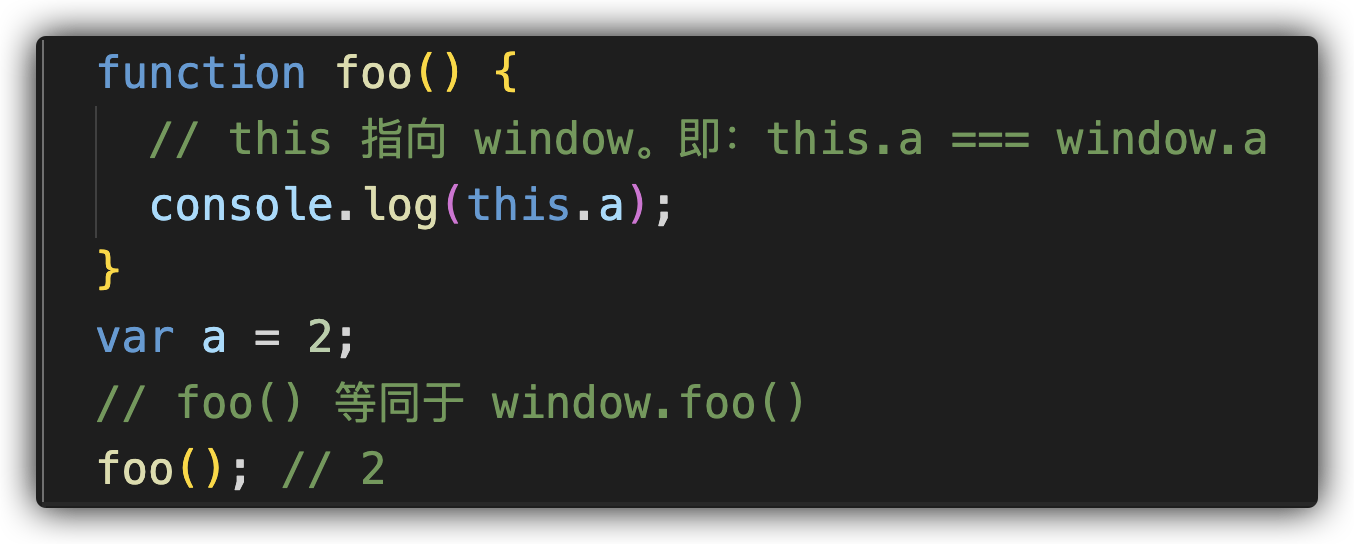 function foo() {
  // this 指向 window。即：this.a === window.a
  console.log(this.a);
}
var a = 2;
// foo() 等同于 window.foo()
foo(); // 2